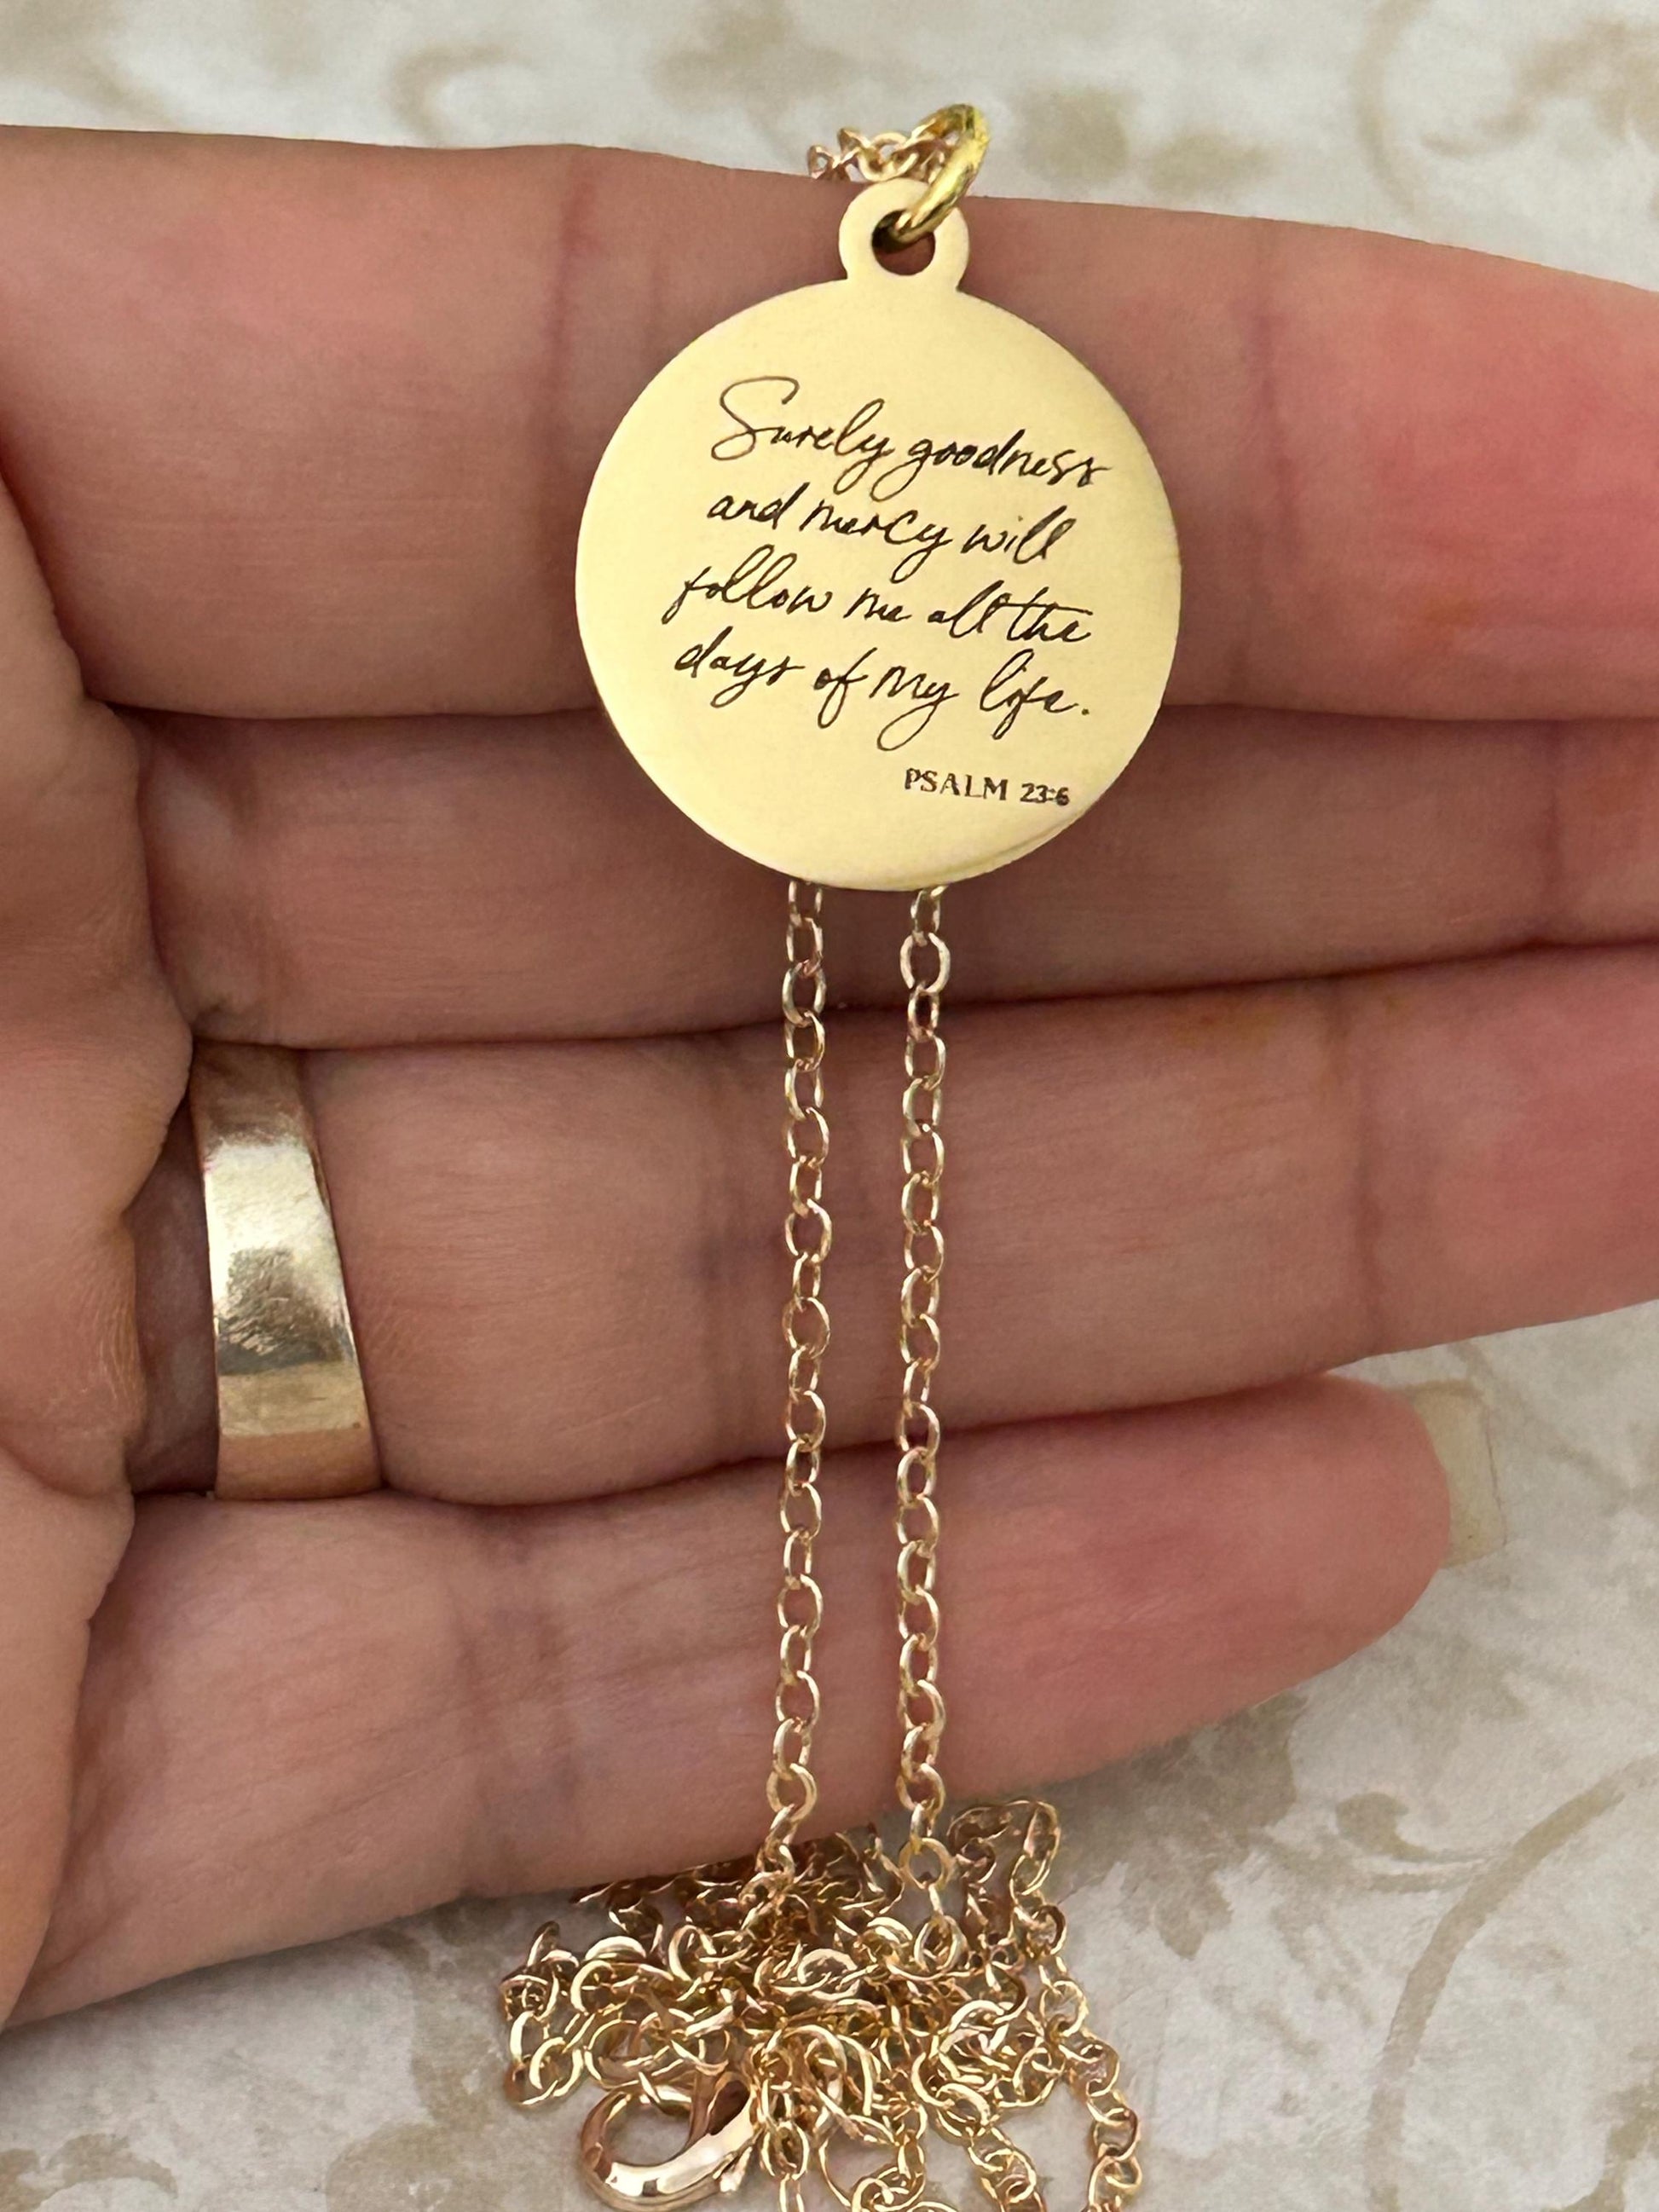 Surely goodness
and mercy will
follow me all the
days of my life.
PSALM 23:6